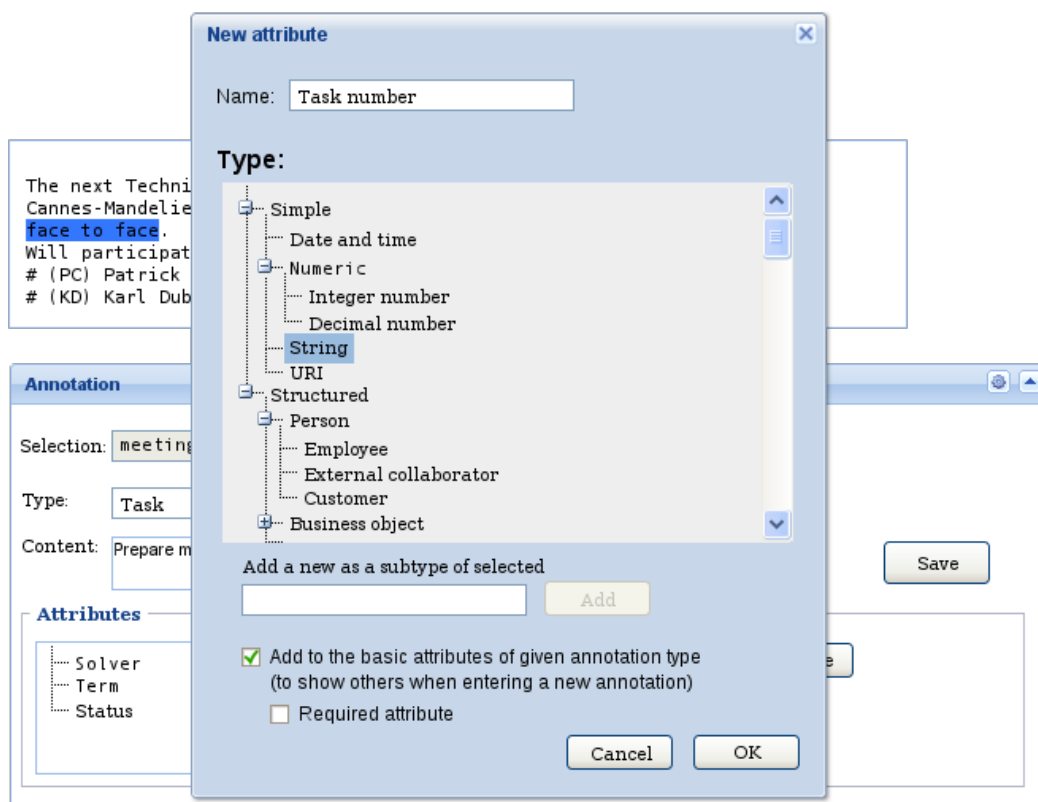 New attribute
Name: Task number
Type:
The next Techni
Cannes-Mandelie
face to face.
Will participat
# (PC) Patrick
# (KD) Karl Dub
Simple
Date and time
Numeric
Integer number
Decimal number
String
URI
Structured
Person
Employee
External collaborator
Customer
Business object
Annotation
Selection: meeting
Type: Task
Content: Prepare m
Save
Add a new as a subtype of selected
Add
Attributes
Solver
Term
Status
e
Add to the basic attributes of given annotation type
(to show others when entering a new annotation)
Required attribute
Cancel OK